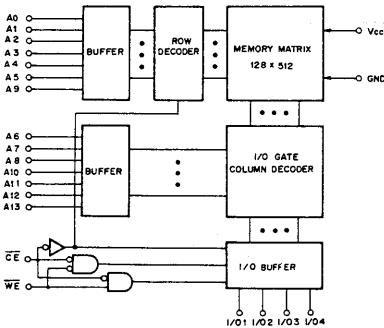 A0
A1
A2
A3
A4
A5
A9
BUFFER
ROW
DECODER
MEMORY MATRIX
128 x 512
Vcc
GND
A6
A7
A8
A10
A11
A12
A13
BUFFER
I/O GATE
COLUMN DECODER
CE
WE
I/O BUFFER
I/O1 I/O2 I/O3 I/O4